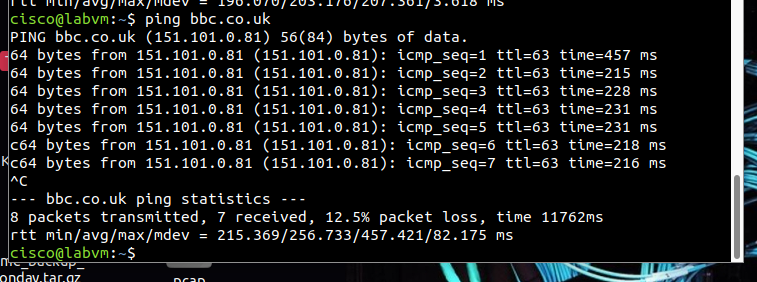 rtt min/avg/max/mdev = 196.070/203.176/207.361/3.618 ms
cisco@labvm:~$ ping bbc.co.uk
PING bbc.co.uk (151.101.0.81) 56(84) bytes of data.
64 bytes from 151.101.0.81 (151.101.0.81): icmp_seq=1 ttl=63 time=457 ms
64 bytes from 151.101.0.81 (151.101.0.81): icmp_seq=2 ttl=63 time=215 ms
64 bytes from 151.101.0.81 (151.101.0.81): icmp_seq=3 ttl=63 time=228 ms
64 bytes from 151.101.0.81 (151.101.0.81): icmp_seq=4 ttl=63 time=231 ms
64 bytes from 151.101.0.81 (151.101.0.81): icmp_seq=5 ttl=63 time=231 ms
c64 bytes from 151.101.0.81 (151.101.0.81): icmp_seq=6 ttl=63 time=218 ms
c64 bytes from 151.101.0.81 (151.101.0.81): icmp_seq=7 ttl=63 time=216 ms
^C
--- bbc.co.uk ping statistics ---
8 packets transmitted, 7 received, 12.5% packet loss, time 11762ms
rtt min/avg/max/mdev = 215.369/256.733/457.421/82.175 ms
cisco@labvm:~$
me_backup_
onday.tar.gz
pcap